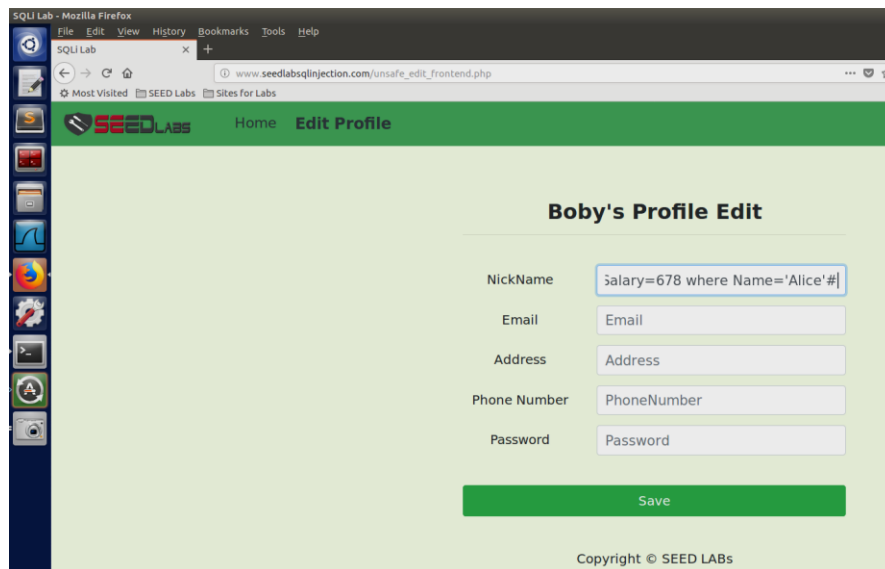 SQLi Lab - Mozilla Firefox
File Edit View History Bookmarks Tools Help
SQLi Lab × +
www.seedlabsqlinjection.com/unsafe_edit_frontend.php
Most Visited SEED Labs Sites for Labs
SEEDLABS Home Edit Profile
Boby's Profile Edit
NickName Salary=678 where Name='Alice'#
Email Email
Address Address
Phone Number PhoneNumber
Password Password
Save
Copyright © SEED LABs